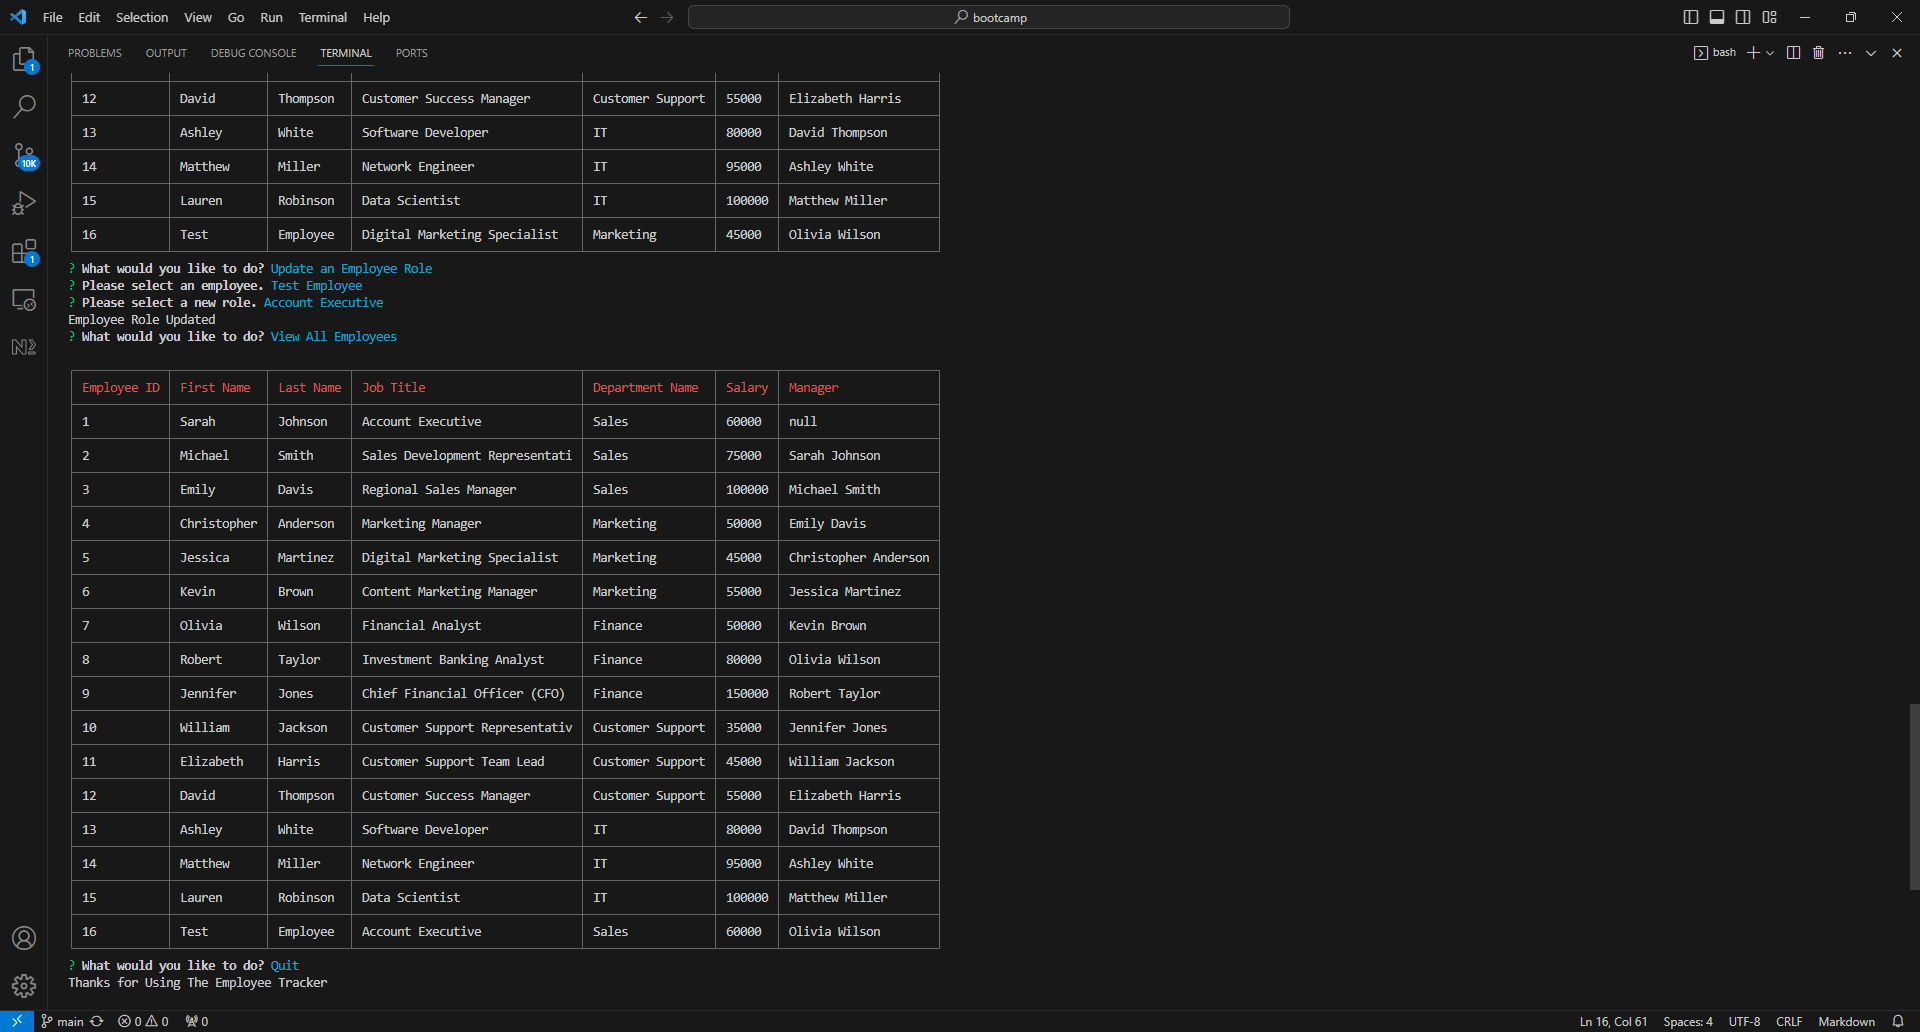 File Edit Selection View Go Run Terminal Help
bootcamp
PROBLEMS OUTPUT DEBUG CONSOLE TERMINAL PORTS
bash
1
10K
1
12 David Thompson Customer Success Manager Customer Support 55000 Elizabeth Harris
13 Ashley White Software Developer IT 80000 David Thompson
14 Matthew Miller Network Engineer IT 95000 Ashley White
15 Lauren Robinson Data Scientist IT 100000 Matthew Miller
16 Test Employee Digital Marketing Specialist Marketing 45000 Olivia Wilson
? What would you like to do? Update an Employee Role
? Please select an employee. Test Employee
? Please select a new role. Account Executive
Employee Role Updated
? What would you like to do? View All Employees
Employee ID First Name Last Name Job Title Department Name Salary Manager
1 Sarah Johnson Account Executive Sales 60000 null
2 Michael Smith Sales Development Representati Sales 75000 Sarah Johnson
3 Emily Davis Regional Sales Manager Sales 100000 Michael Smith
4 Christopher Anderson Marketing Manager Marketing 50000 Emily Davis
5 Jessica Martinez Digital Marketing Specialist Marketing 45000 Christopher Anderson
6 Kevin Brown Content Marketing Manager Marketing 55000 Jessica Martinez
7 Olivia Wilson Financial Analyst Finance 50000 Kevin Brown
8 Robert Taylor Investment Banking Analyst Finance 80000 Olivia Wilson
9 Jennifer Jones Chief Financial Officer (CFO) Finance 150000 Robert Taylor
10 William Jackson Customer Support Representativ Customer Support 35000 Jennifer Jones
11 Elizabeth Harris Customer Support Team Lead Customer Support 45000 William Jackson
12 David Thompson Customer Success Manager Customer Support 55000 Elizabeth Harris
13 Ashley White Software Developer IT 80000 David Thompson
14 Matthew Miller Network Engineer IT 95000 Ashley White
15 Lauren Robinson Data Scientist IT 100000 Matthew Miller
16 Test Employee Account Executive Sales 60000 Olivia Wilson
? What would you like to do? Quit
Thanks for Using The Employee Tracker
main 0 0 0 Ln 16, Col 61 Spaces: 4 UTF-8 CRLF Markdown